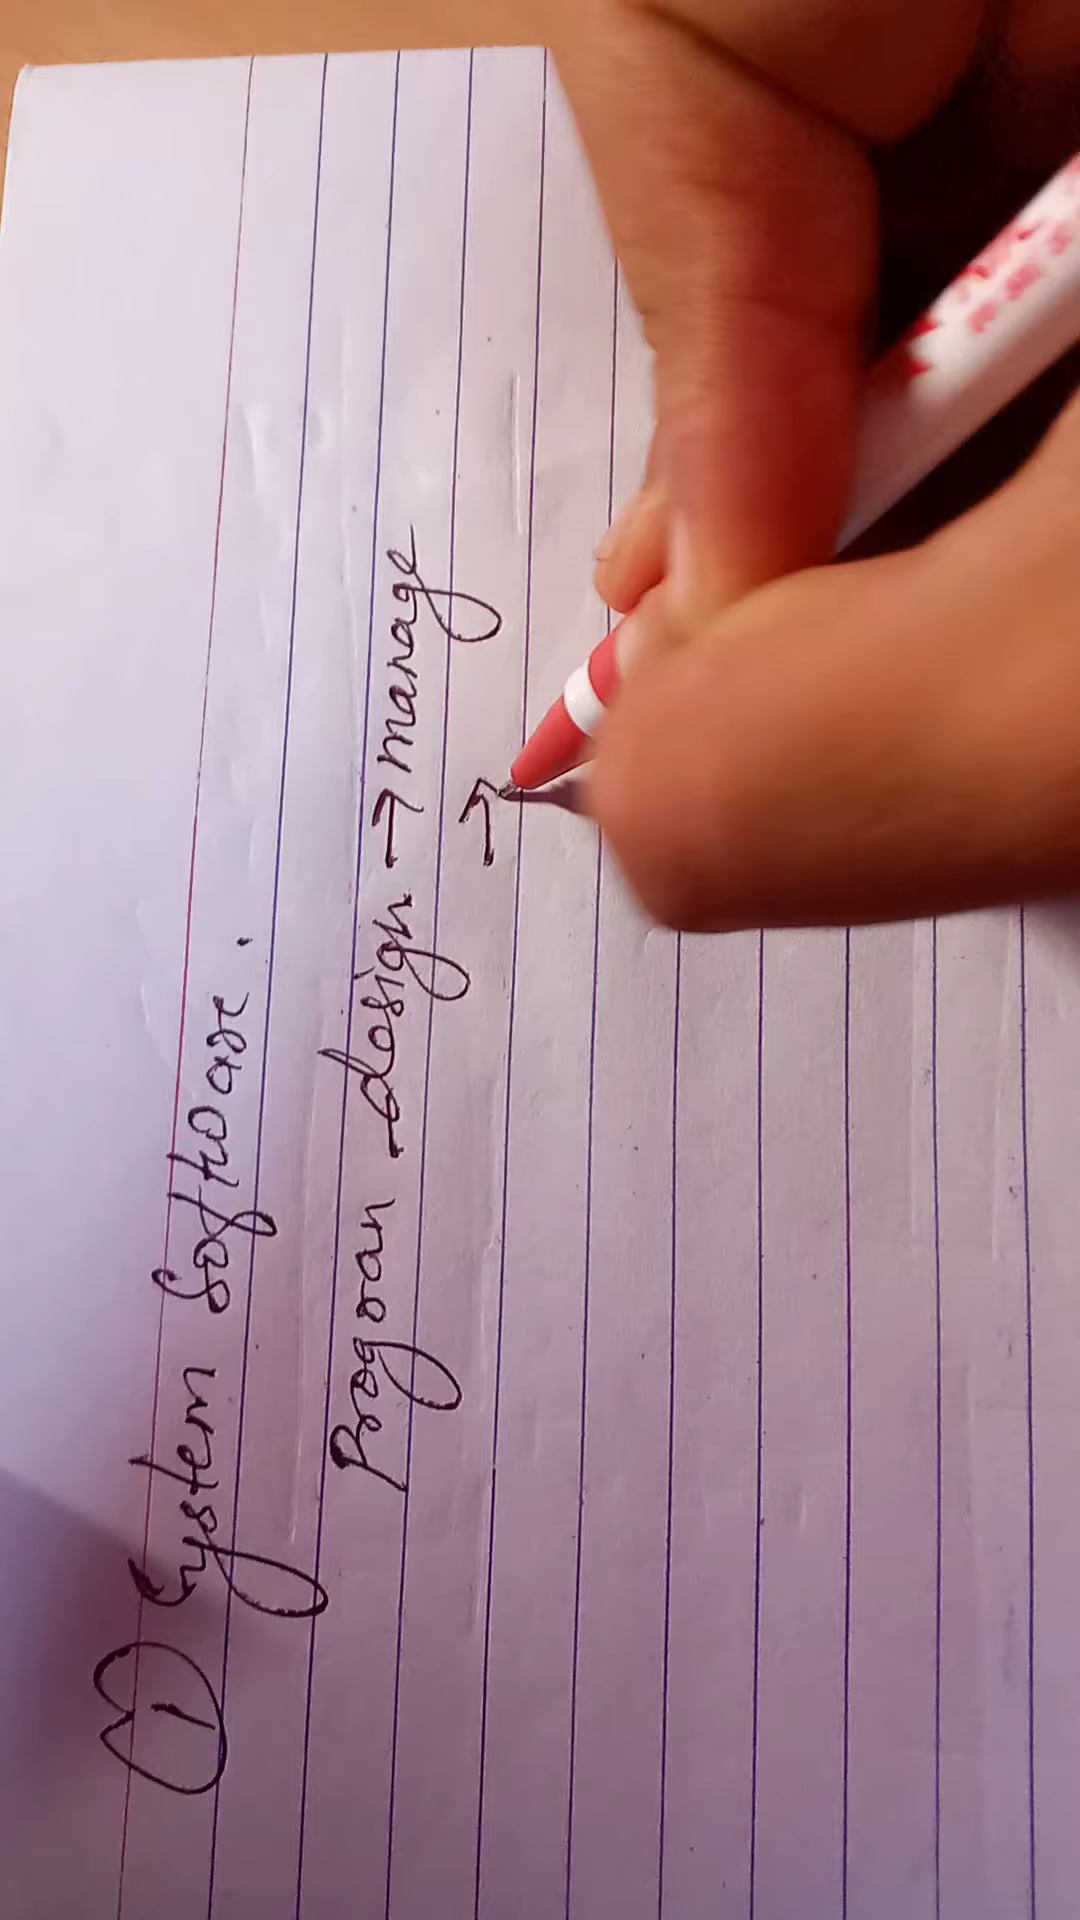 ① System Software.
Program design → manage
→